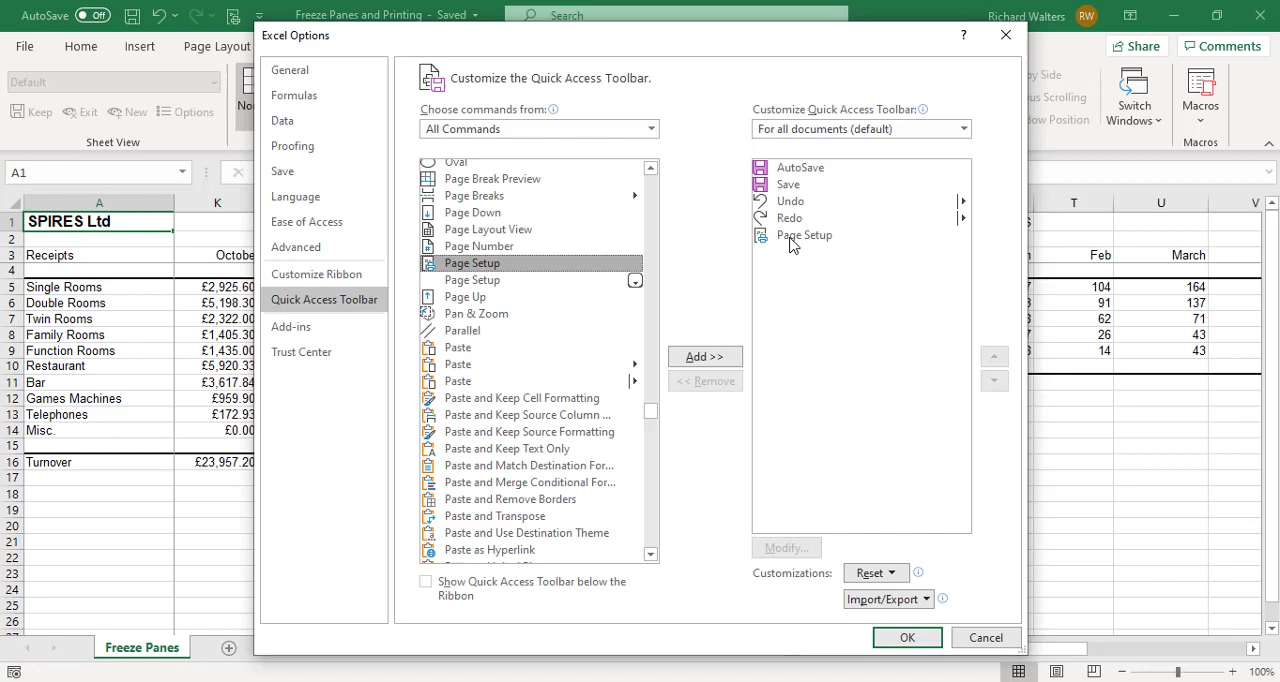 AutoSave Off Freeze Panes and Printing - Saved Search Richard Walters RW
File Home Insert Page Layout Share Comments
Default
Keep Exit New Options
Sheet View
Switch
Windows
Macros
Macros
A1
Excel Options
General
Formulas
Data
Proofing
Save
Language
Ease of Access
Advanced
Customize Ribbon
Quick Access Toolbar
Add-ins
Trust Center
Customize the Quick Access Toolbar.
Choose commands from:
All Commands
Oval
Page Break Preview
Page Breaks
Page Down
Page Layout View
Page Number
Page Setup
Page Setup
Page Up
Pan & Zoom
Parallel
Paste
Paste
Paste
Paste and Keep Cell Formatting
Paste and Keep Source Column ...
Paste and Keep Source Formatting
Paste and Keep Text Only
Paste and Match Destination For...
Paste and Merge Conditional For...
Paste and Remove Borders
Paste and Transpose
Paste and Use Destination Theme
Paste as Hyperlink
Show Quick Access Toolbar below the
Ribbon
Add >>
<< Remove
Customize Quick Access Toolbar:
For all documents (default)
AutoSave
Save
Undo
Redo
Page Setup
Modify...
Customizations: Reset
Import/Export
OK Cancel
by Side
us Scrolling
ow Position
A K T U V
1 SPIRES Ltd
2
3 Receipts October Feb March
4
5 Single Rooms £2,925.60 104 164
6 Double Rooms £5,198.30 91 137
7 Twin Rooms £2,322.00 62 71
8 Family Rooms £1,405.30 26 43
9 Function Rooms £1,435.00 14 43
10 Restaurant £5,920.33
11 Bar £3,617.84
12 Games Machines £959.90
13 Telephones £172.93
14 Misc. £0.00
15
16 Turnover £23,957.20
17
18
19
20
21
22
23
24
25
26
Freeze Panes
100%